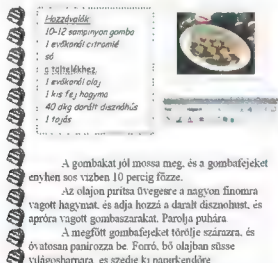 Hozzávalók
10-12 sampinyon gomba
1 evőkanál citromlé
só
a töltelékhez
1 evőkanál olaj
1 kis fej hagyma
40 dkg darált disznóhús
1 tojás
A gombákat jól mossa meg, és a gombafejeket
enyhén sós vízben 10 percig főzze.
Az olajon pirítsa üvegesre a nagyon finomra
vágott hagymát, és adja hozzá a darált disznóhúst, és
apróra vágott gombaszárakat. Párolja puhára.
A megfőtt gombafejeket törölje szárazra, és
óvatosan panírozza be. Forró, bő olajban süsse
világosbarnára, és szedje ki papírkendőre